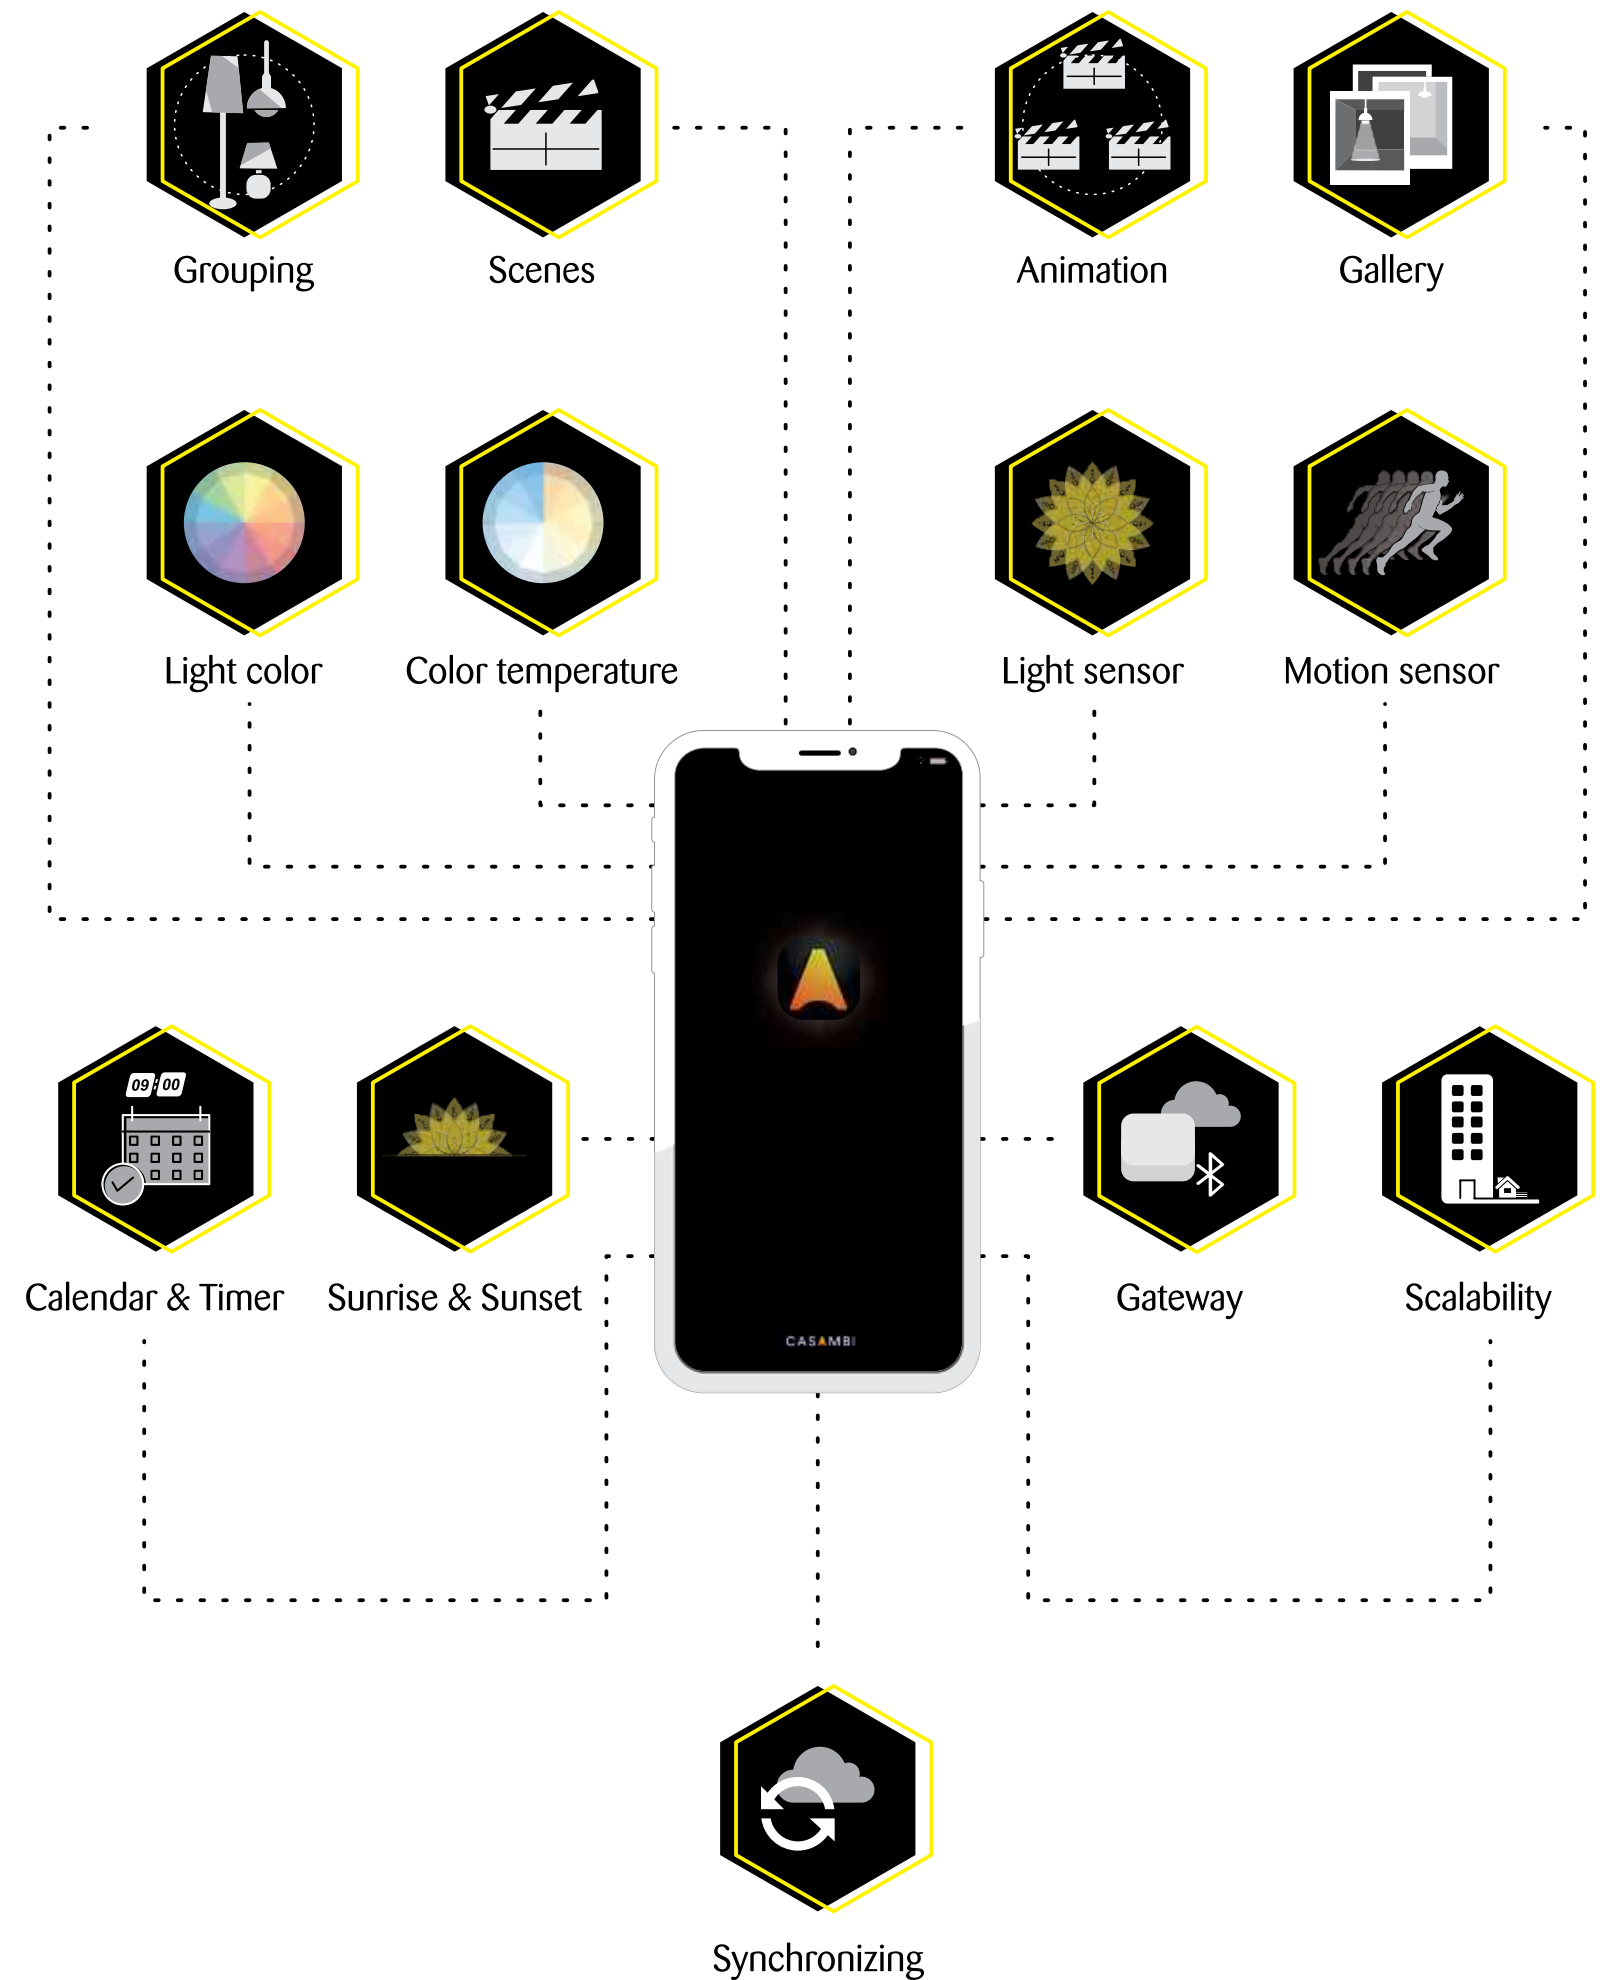 Grouping
Scenes
Animation
Gallery
Light color
Color temperature
Light sensor
Motion sensor
09:00
Calendar & Timer
Sunrise & Sunset
Gateway
Scalability
CASAMBI
Synchronizing